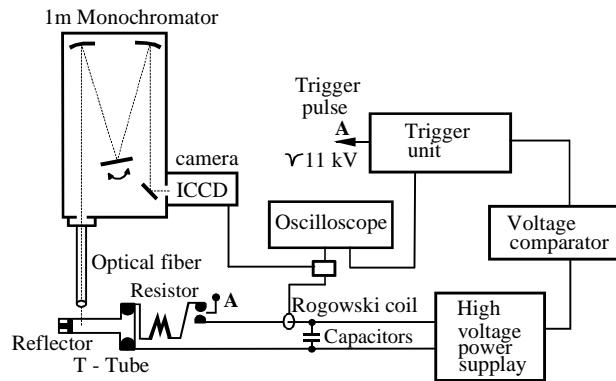 1m Monochromator
Trigger
pulse
A
11 kV
Trigger
unit
camera
ICCD
Oscilloscope
Voltage
comparator
Optical fiber
Resistor
A
Rogowski coil
High
voltage
power
supplay
Capacitors
Reflector
T - Tube